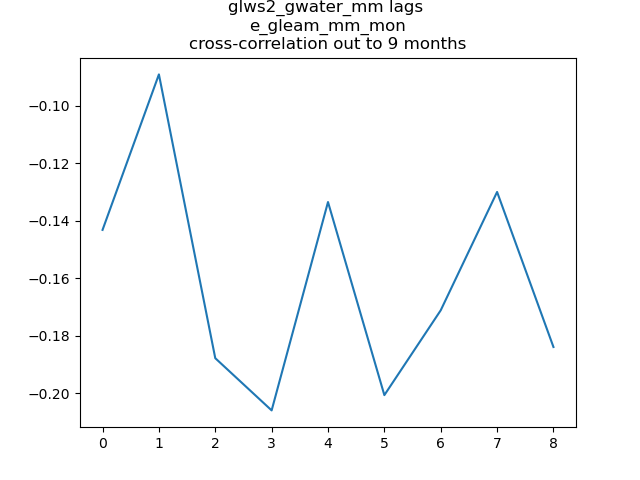 glws2_gwater_mm lags
e_gleam_mm_mon
cross-correlation out to 9 months
−0.10
−0.12
−0.14
−0.16
−0.18
−0.20
0 1 2 3 4 5 6 7 8